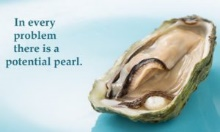 In every
problem
there is a
potential pearl.